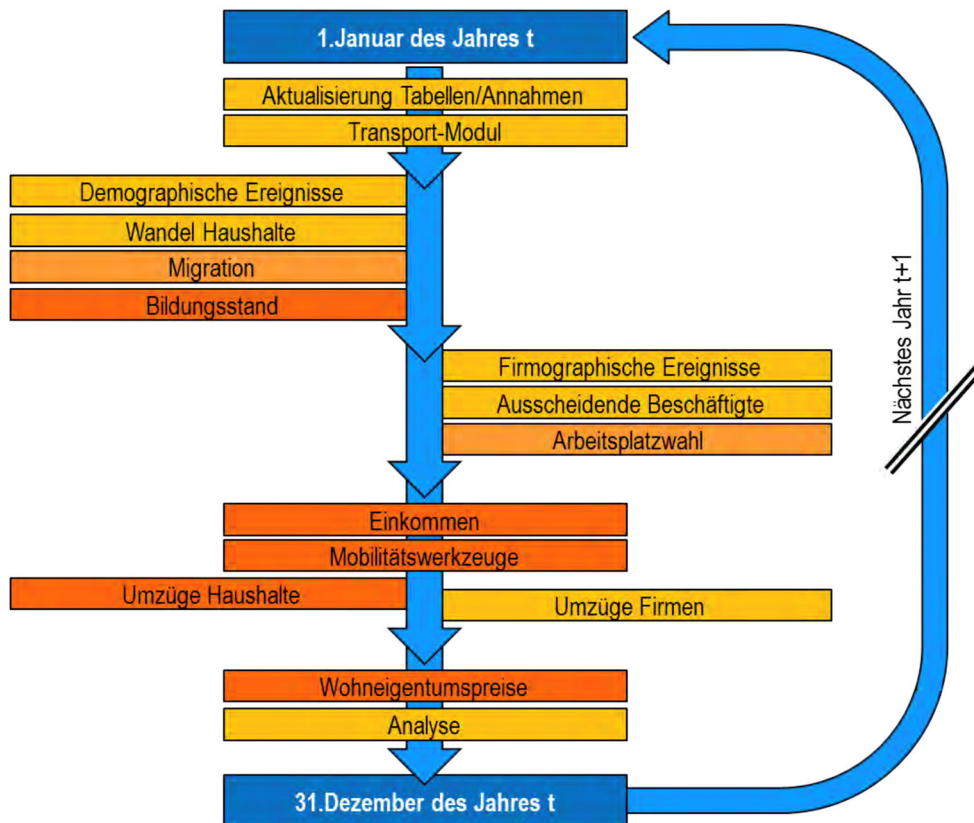 1.Januar des Jahres t
Aktualisierung Tabellen/Annahmen
Transport-Modul
Demographische Ereignisse
Wandel Haushalte
Migration
Bildungsstand
Firmographische Ereignisse
Ausscheidende Beschäftigte
Arbeitsplatzwahl
Einkommen
Mobilitätswerkzeuge
Umzüge Haushalte
Umzüge Firmen
Wohneigentumspreise
Analyse
31.Dezember des Jahres t
Nächstes Jahr t+1